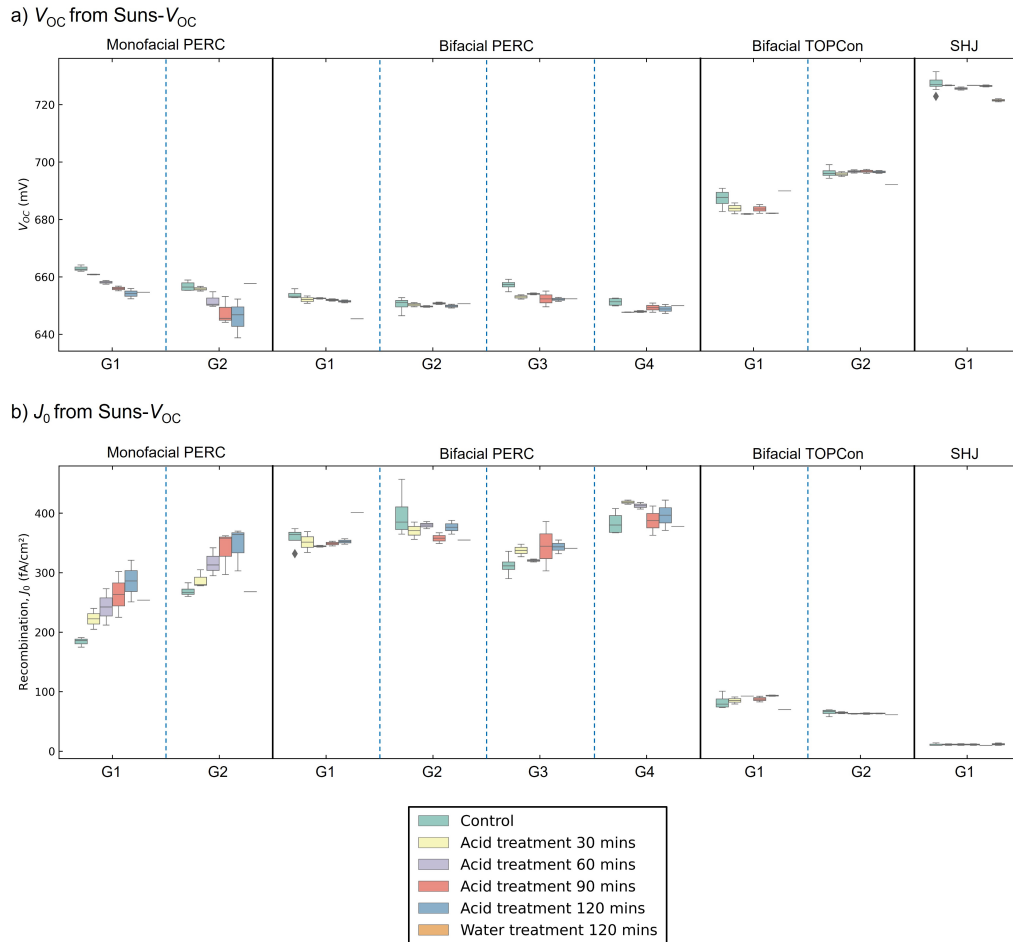 a) V_OC from Suns-V_OC
Monofacial PERC Bifacial PERC Bifacial TOPCon SHJ
720
700
V_OC (mV)
680
660
640
G1 G2 G1 G2 G3 G4 G1 G2 G1
b) J_0 from Suns-V_OC
Monofacial PERC Bifacial PERC Bifacial TOPCon SHJ
400
300
Recombination, J_0 (fA/cm²)
200
100
0
G1 G2 G1 G2 G3 G4 G1 G2 G1
Control
Acid treatment 30 mins
Acid treatment 60 mins
Acid treatment 90 mins
Acid treatment 120 mins
Water treatment 120 mins